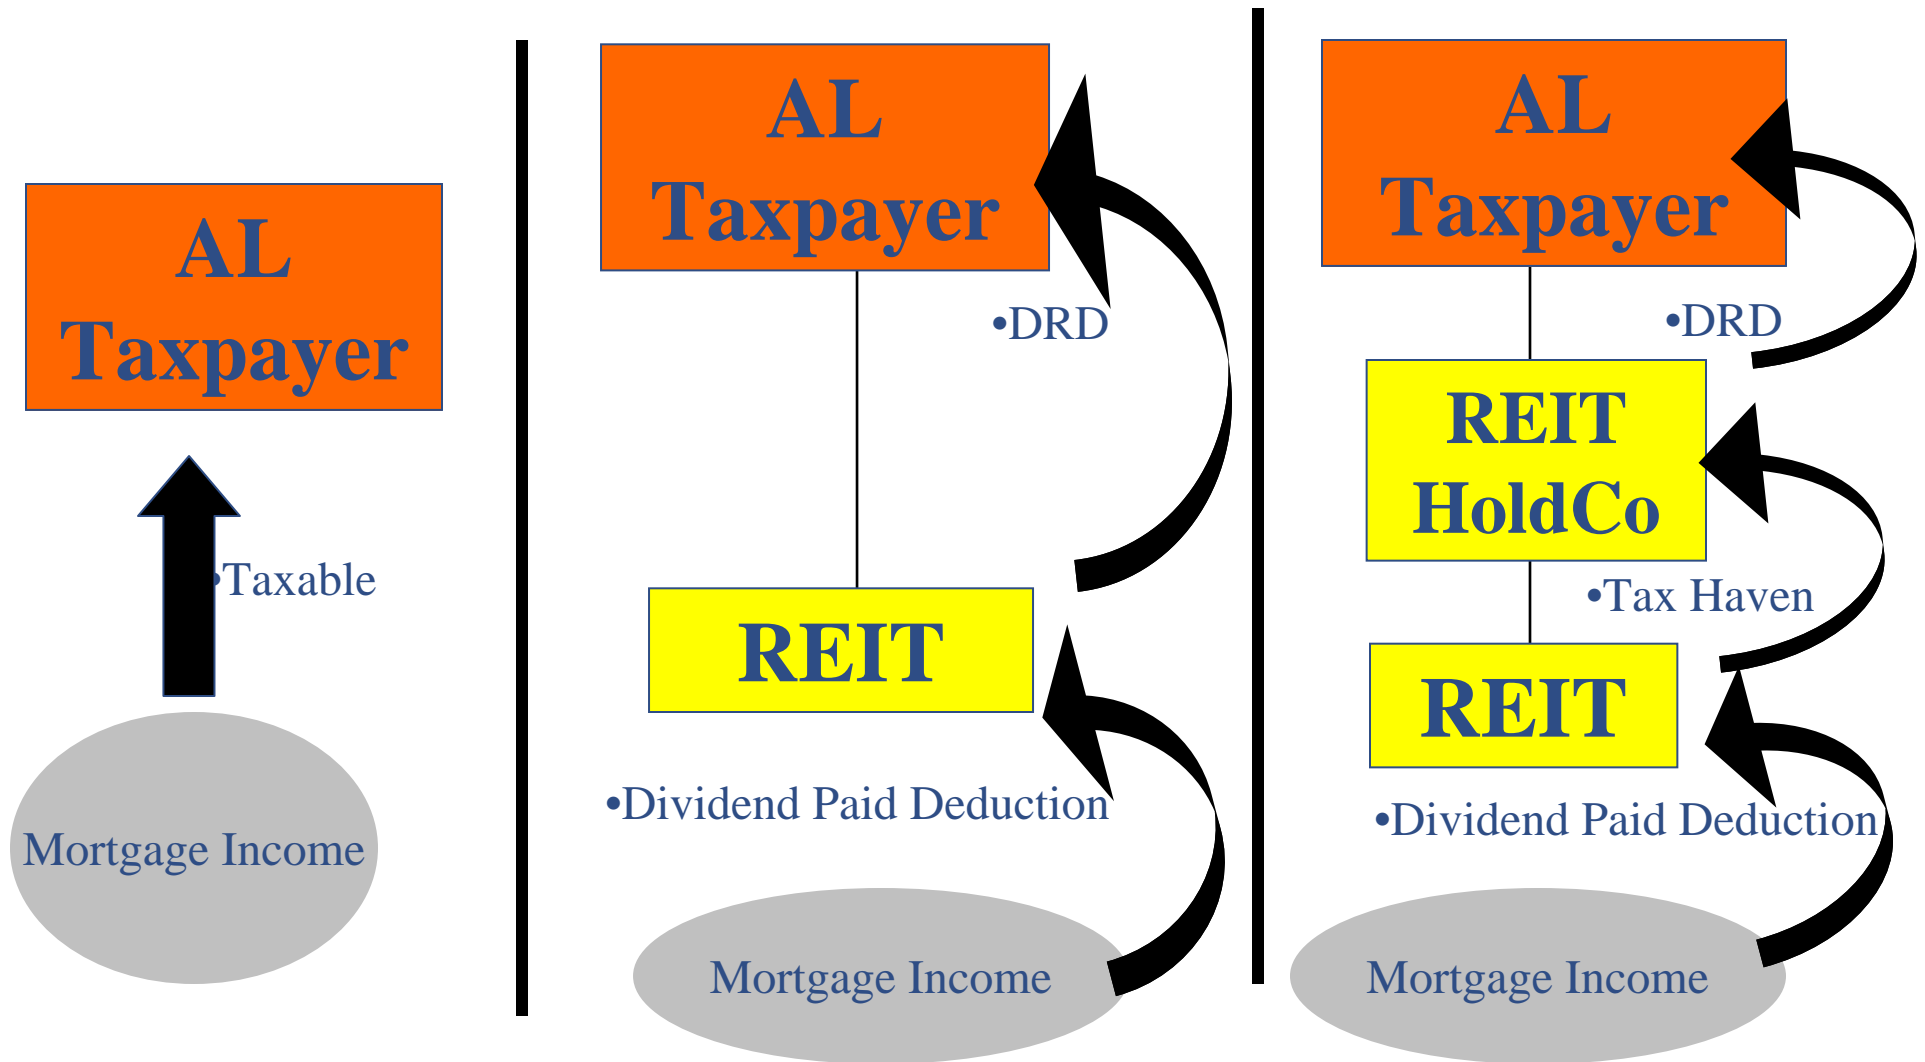 AL
Taxpayer
•Taxable
Mortgage Income
AL
Taxpayer
•DRD
REIT
•Dividend Paid Deduction
Mortgage Income
AL
Taxpayer
•DRD
REIT
HoldCo
•Tax Haven
REIT
•Dividend Paid Deduction
Mortgage Income